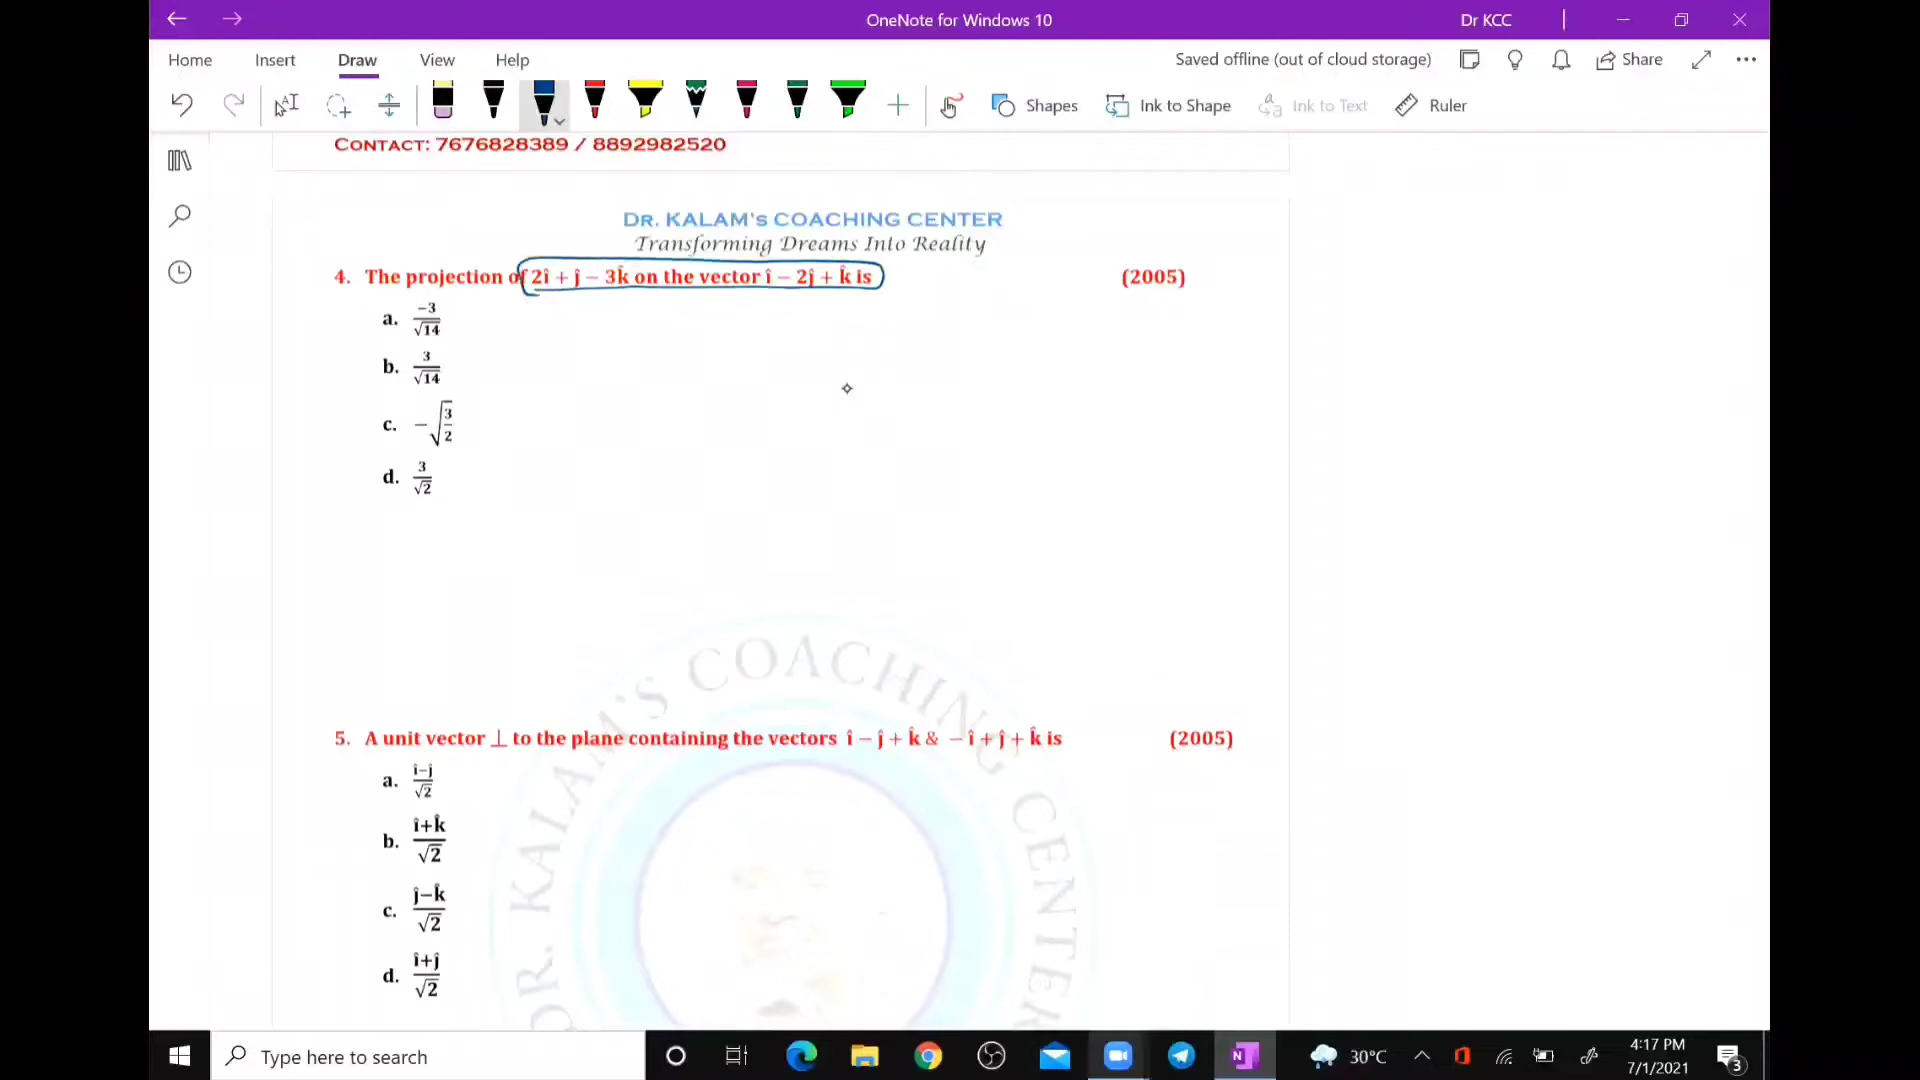 OneNote for Windows 10
Dr KCC
Home Insert Draw View Help
Saved offline (out of cloud storage)
Share
Shapes
Ink to Shape
Ink to Text
Ruler
CONTACT: 7676828389 / 8892982520
DR. KALAM's COACHING CENTER
Transforming Dreams Into Reality
4. The projection of 2î + ĵ − 3k̂ on the vector î − 2ĵ + k̂ is (2005)
a. −3/√14
b. 3/√14
c. −√(3/2)
d. 3/√2
5. A unit vector ⊥ to the plane containing the vectors î − ĵ + k̂ & − î + ĵ + k̂ is (2005)
a. î−ĵ/√2
b. î+k̂/√2
c. ĵ−k̂/√2
d. î+ĵ/√2
DR. KALAM'S COACHING CENTER
Type here to search
30°C
4:17 PM
7/1/2021
3